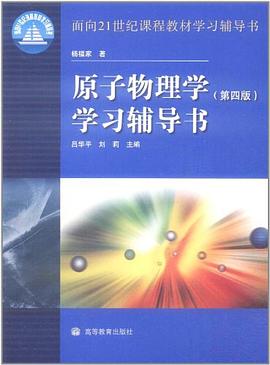 面向21世纪课程教材学习辅导书
杨福家 著
原子物理学(第四版)
学习辅导书
吕华平 刘 莉 主编
高等教育出版社